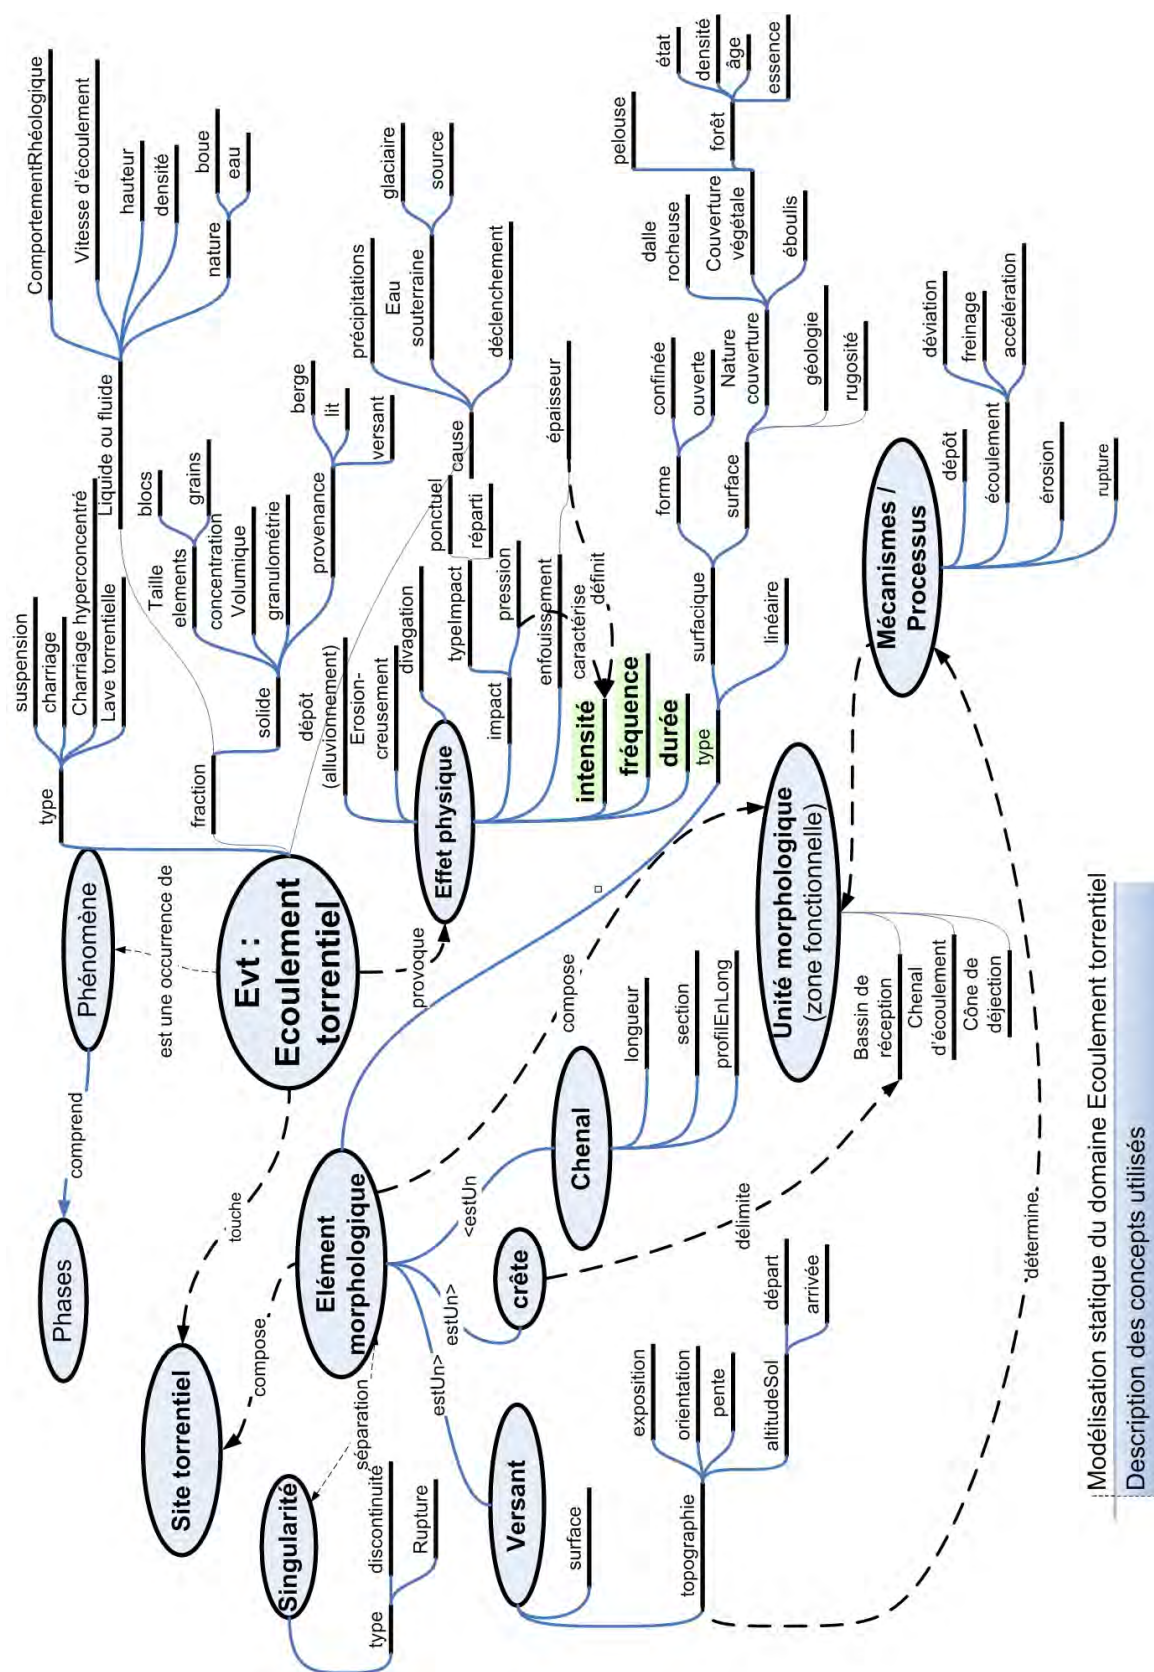 Phases
comprend
Phénomène
est une occurrence de
type
suspension
charriage
Charriage hyperconcentré
Lave torrentielle
Evt :
Ecoulement
torrentiel
fraction
Liquide ou fluide
ComportementRhéologique
Vitesse d'écoulement
hauteur
densité
nature
boue
eau
solide
Taille
elements
blocs
grains
concentration
Volumique
granulométrie
provenance
berge
lit
versant
cause
précipitations
Eau
souterraine
glaciaire
source
déclenchement
touche
Site torrentiel
compose
provoque
Effet physique
dépôt
(alluvionnement)
Erosion-
creusement
divagation
impact
typeImpact
ponctuel
réparti
pression
enfouissement
épaisseur
caractérise
définit
intensité
fréquence
durée
Elément
morphologique
séparation
Singularité
type
discontinuité
Rupture
type
surfacique
forme
confinée
ouverte
surface
Nature
couverture
dalle
rocheuse
Couverture
végétale
pelouse
forêt
état
densité
âge
essence
éboulis
géologie
rugosité
linéaire
estUn>
estUn>
<estUn
compose
Versant
surface
topographie
exposition
orientation
pente
altitudeSol
départ
arrivée
crête
délimite
Chenal
longueur
section
profilEnLong
Unité morphologique
(zone fonctionnelle)
Bassin de
réception
Chenal
d'écoulement
Cône de
déjection
Mécanismes /
Processus
dépôt
écoulement
déviation
freinage
accélération
érosion
rupture
détermine
Modélisation statique du domaine Ecoulement torrentiel
Description des concepts utilisés